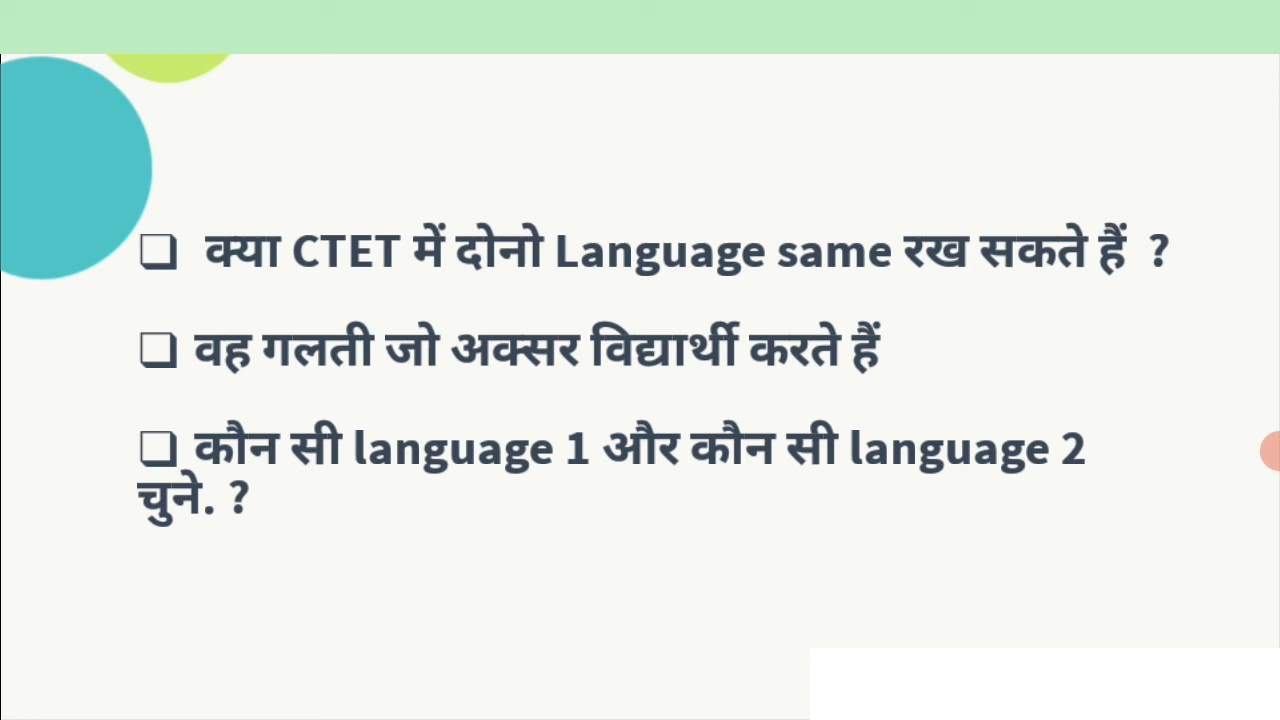 ❑ क्या CTET में दोनो Language same रख सकते हैं ?
❑ वह गलती जो अक्सर विद्यार्थी करते हैं
❑ कौन सी language 1 और कौन सी language 2
चुने. ?